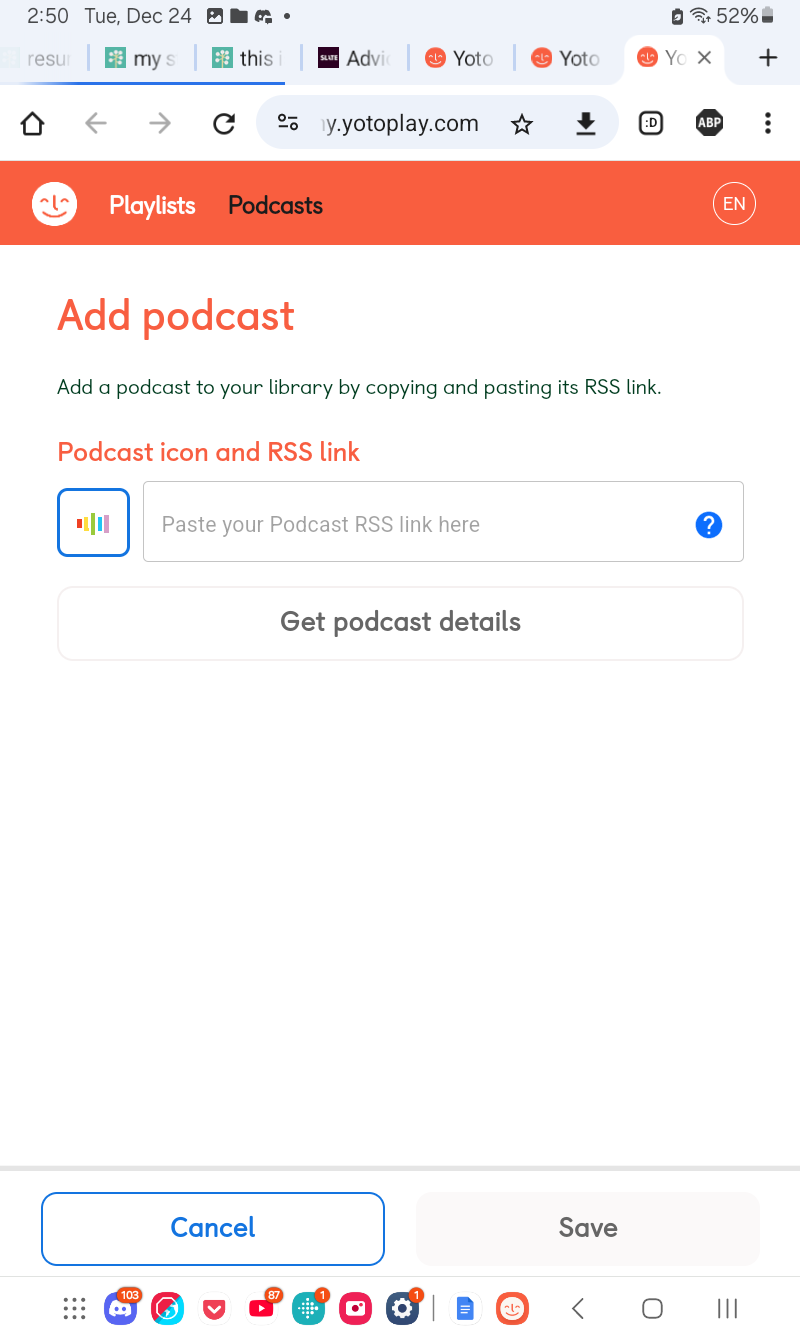 2:50 Tue, Dec 24 52%
resu my s this i SLATE Advi Yoto Yoto Yo
y.yotoplay.com :D ABP
Playlists Podcasts EN
Add podcast
Add a podcast to your library by copying and pasting its RSS link.
Podcast icon and RSS link
Paste your Podcast RSS link here ?
Get podcast details
Cancel Save
103 87 1 1